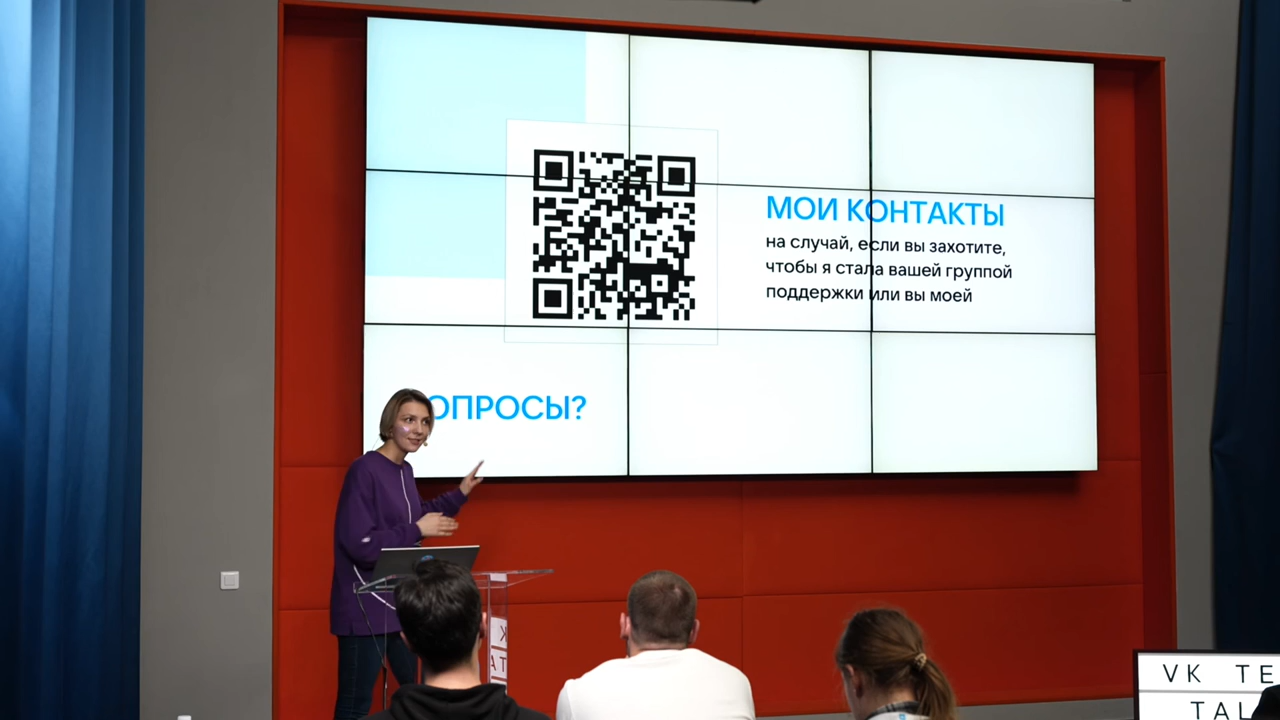 МОИ КОНТАКТЫ
на случай, если вы захотите,
чтобы я стала вашей группой
поддержки или вы моей
ОПРОСЫ?
VK TE
TAL